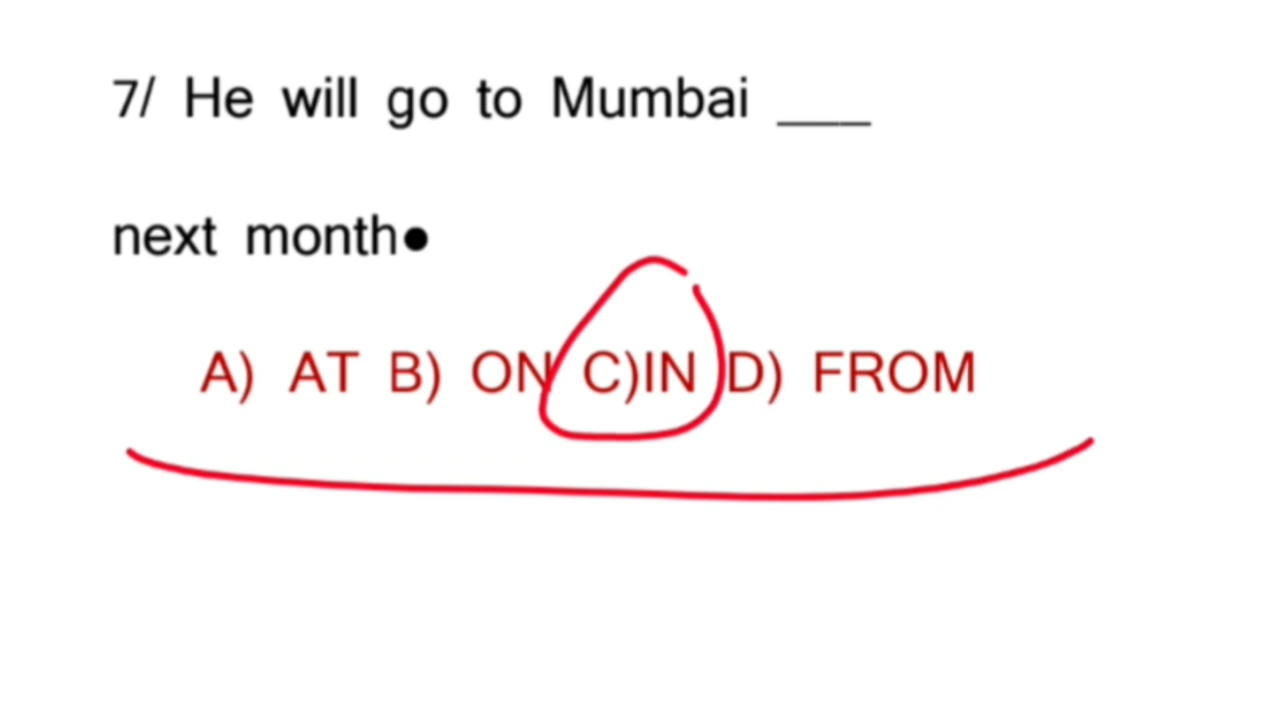 7/ He will go to Mumbai ___
next month●
A) AT B) ON C)IN D) FROM